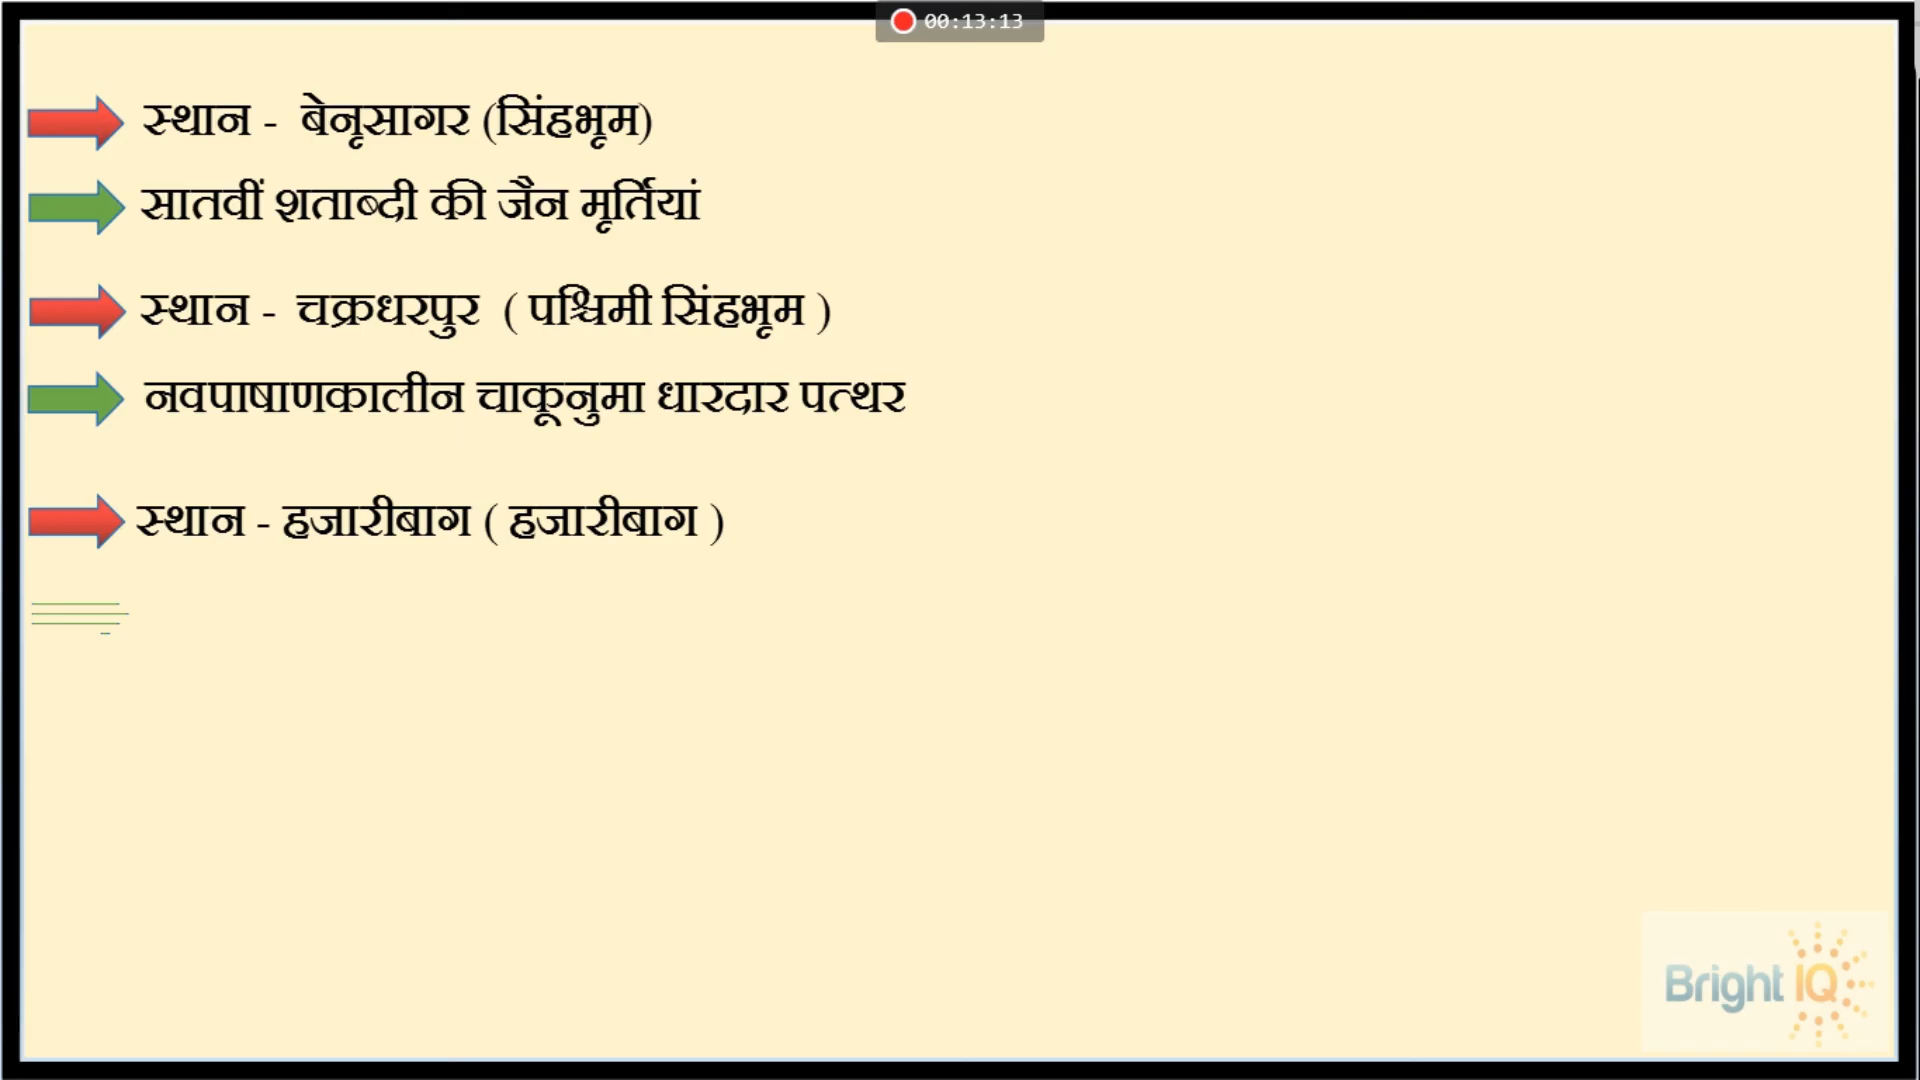 00:13:13
स्थान - बेनृसागर (सिंहभृम)
सातवीं शताब्दी की जैन मृर्तियां
स्थान - चक्रधरपुर ( पश्चिमी सिंहभृम )
नवपाषाणकालीन चाकूनुमा धारदार पत्थर
स्थान - हजारीबाग ( हजारीबाग )
Bright IQ